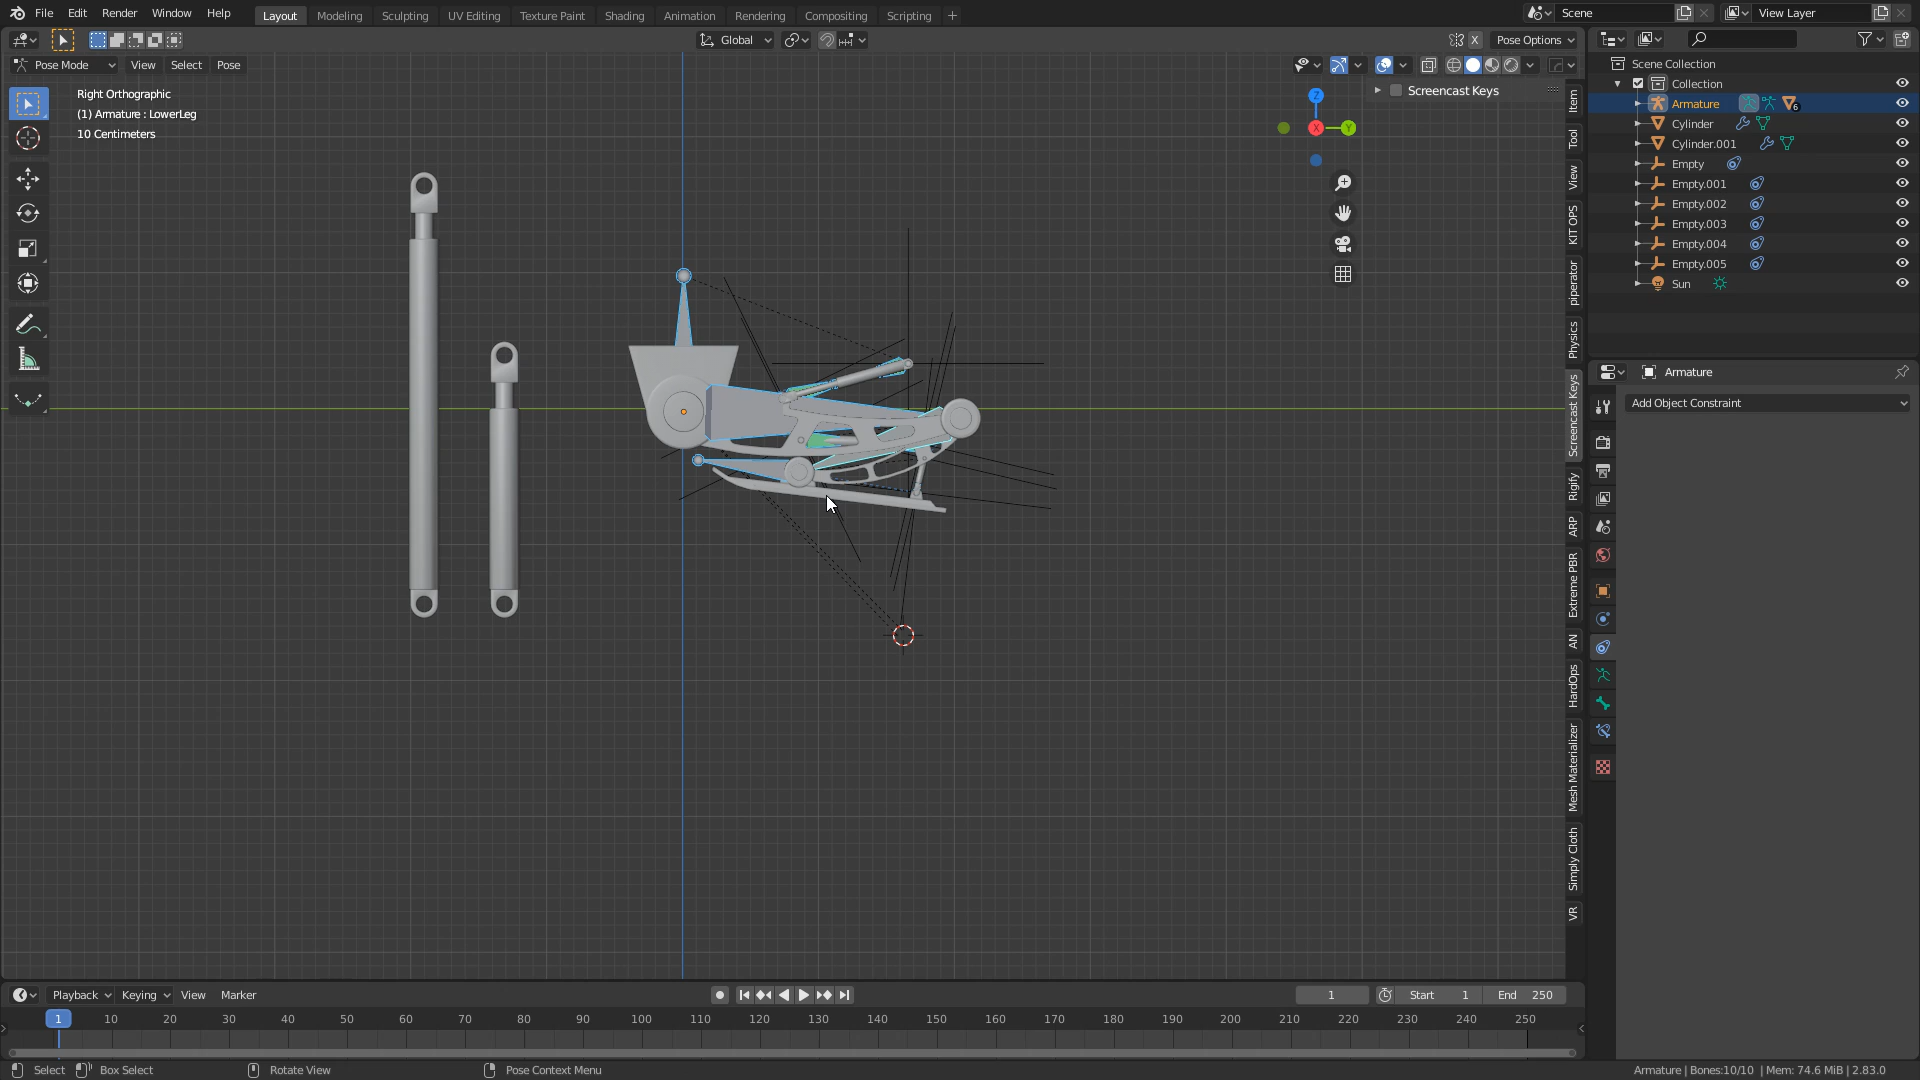 File Edit Render Window Help Layout Modeling Sculpting UV Editing Texture Paint Shading Animation Rendering Compositing Scripting + Scene View Layer
Global X Pose Options
Pose Mode View Select Pose
Right Orthographic
(1) Armature : LowerLeg
10 Centimeters
Z
X
Y
Screencast Keys
Item
Tool
View
KIT OPS
piperator
Physics
Screencast Keys
Rigify
ARP
Extreme PBR
AN
HardOps
Mesh Materializer
Simply Cloth
VR
Scene Collection
Collection
Armature 6
Cylinder
Cylinder.001
Empty
Empty.001
Empty.002
Empty.003
Empty.004
Empty.005
Sun
Armature
Add Object Constraint
Playback Keying View Marker 1 Start 1 End 250
1 10 20 30 40 50 60 70 80 90 100 110 120 130 140 150 160 170 180 190 200 210 220 230 240 250
Select Box Select Rotate View Pose Context Menu Armature | Bones:10/10 | Mem: 74.6 MiB | 2.83.0